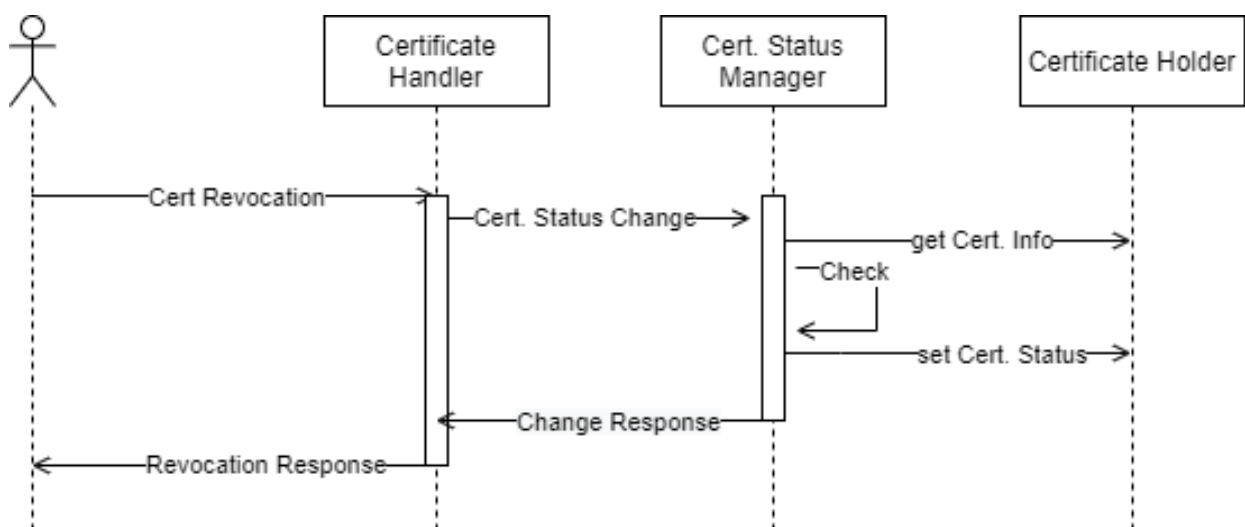 Certificate
Handler
Cert. Status
Manager
Certificate Holder
Cert Revocation
Cert. Status Change
get Cert. Info
Check
set Cert. Status
Change Response
Revocation Response